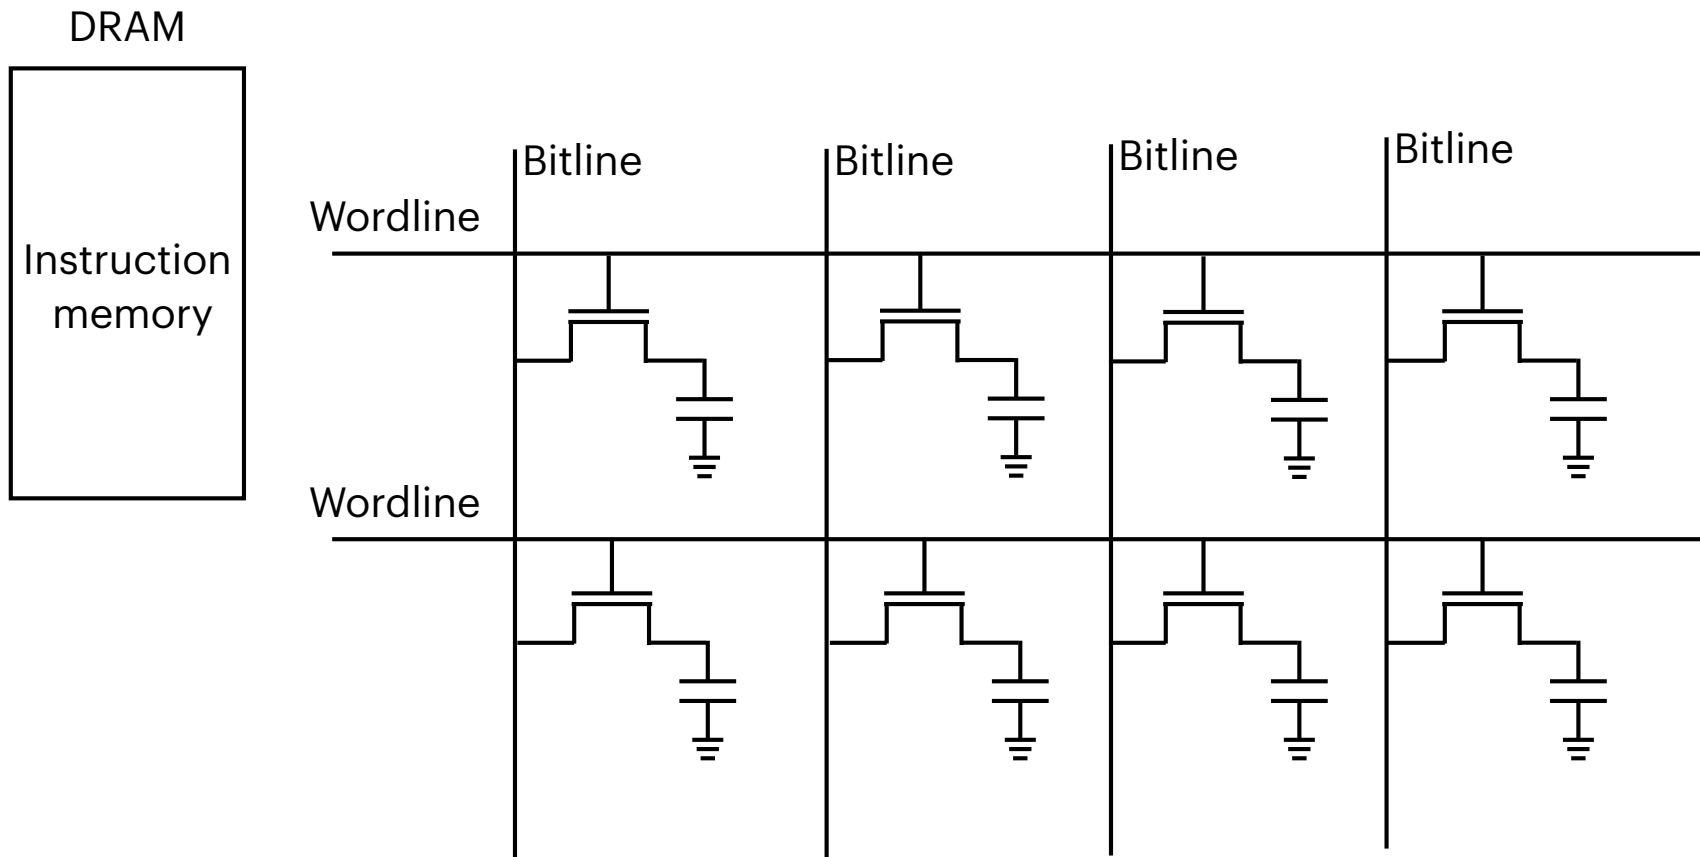 DRAM
Instruction
memory
Bitline
Bitline
Bitline
Bitline
Wordline
Wordline